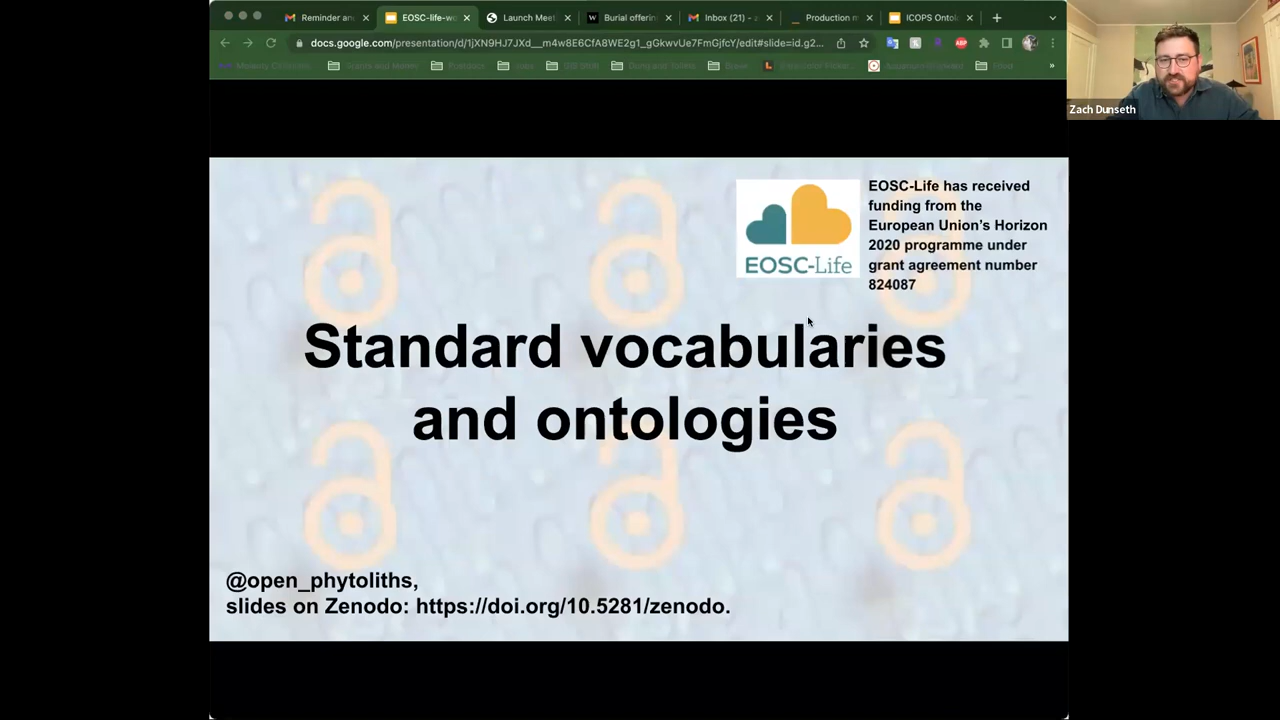 Reminder an
EOSC-life-wo
Launch Meet
Burial offerin
Inbox (21) - a
Production m
ICOPS Ontol
docs.google.com/presentation/d/1jXN9HJ7JXd__m4w8E6CfA8WE2g1_gGkwvUe7FmGjfcY/edit#slide=id.g2...
Zach Dunseth
EOSC-Life
EOSC-Life has received
funding from the
European Union's Horizon
2020 programme under
grant agreement number
824087
Standard vocabularies
and ontologies
@open_phytoliths,
slides on Zenodo: https://doi.org/10.5281/zenodo.